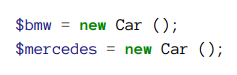 $bmw = new Car ();
$mercedes = new Car ();